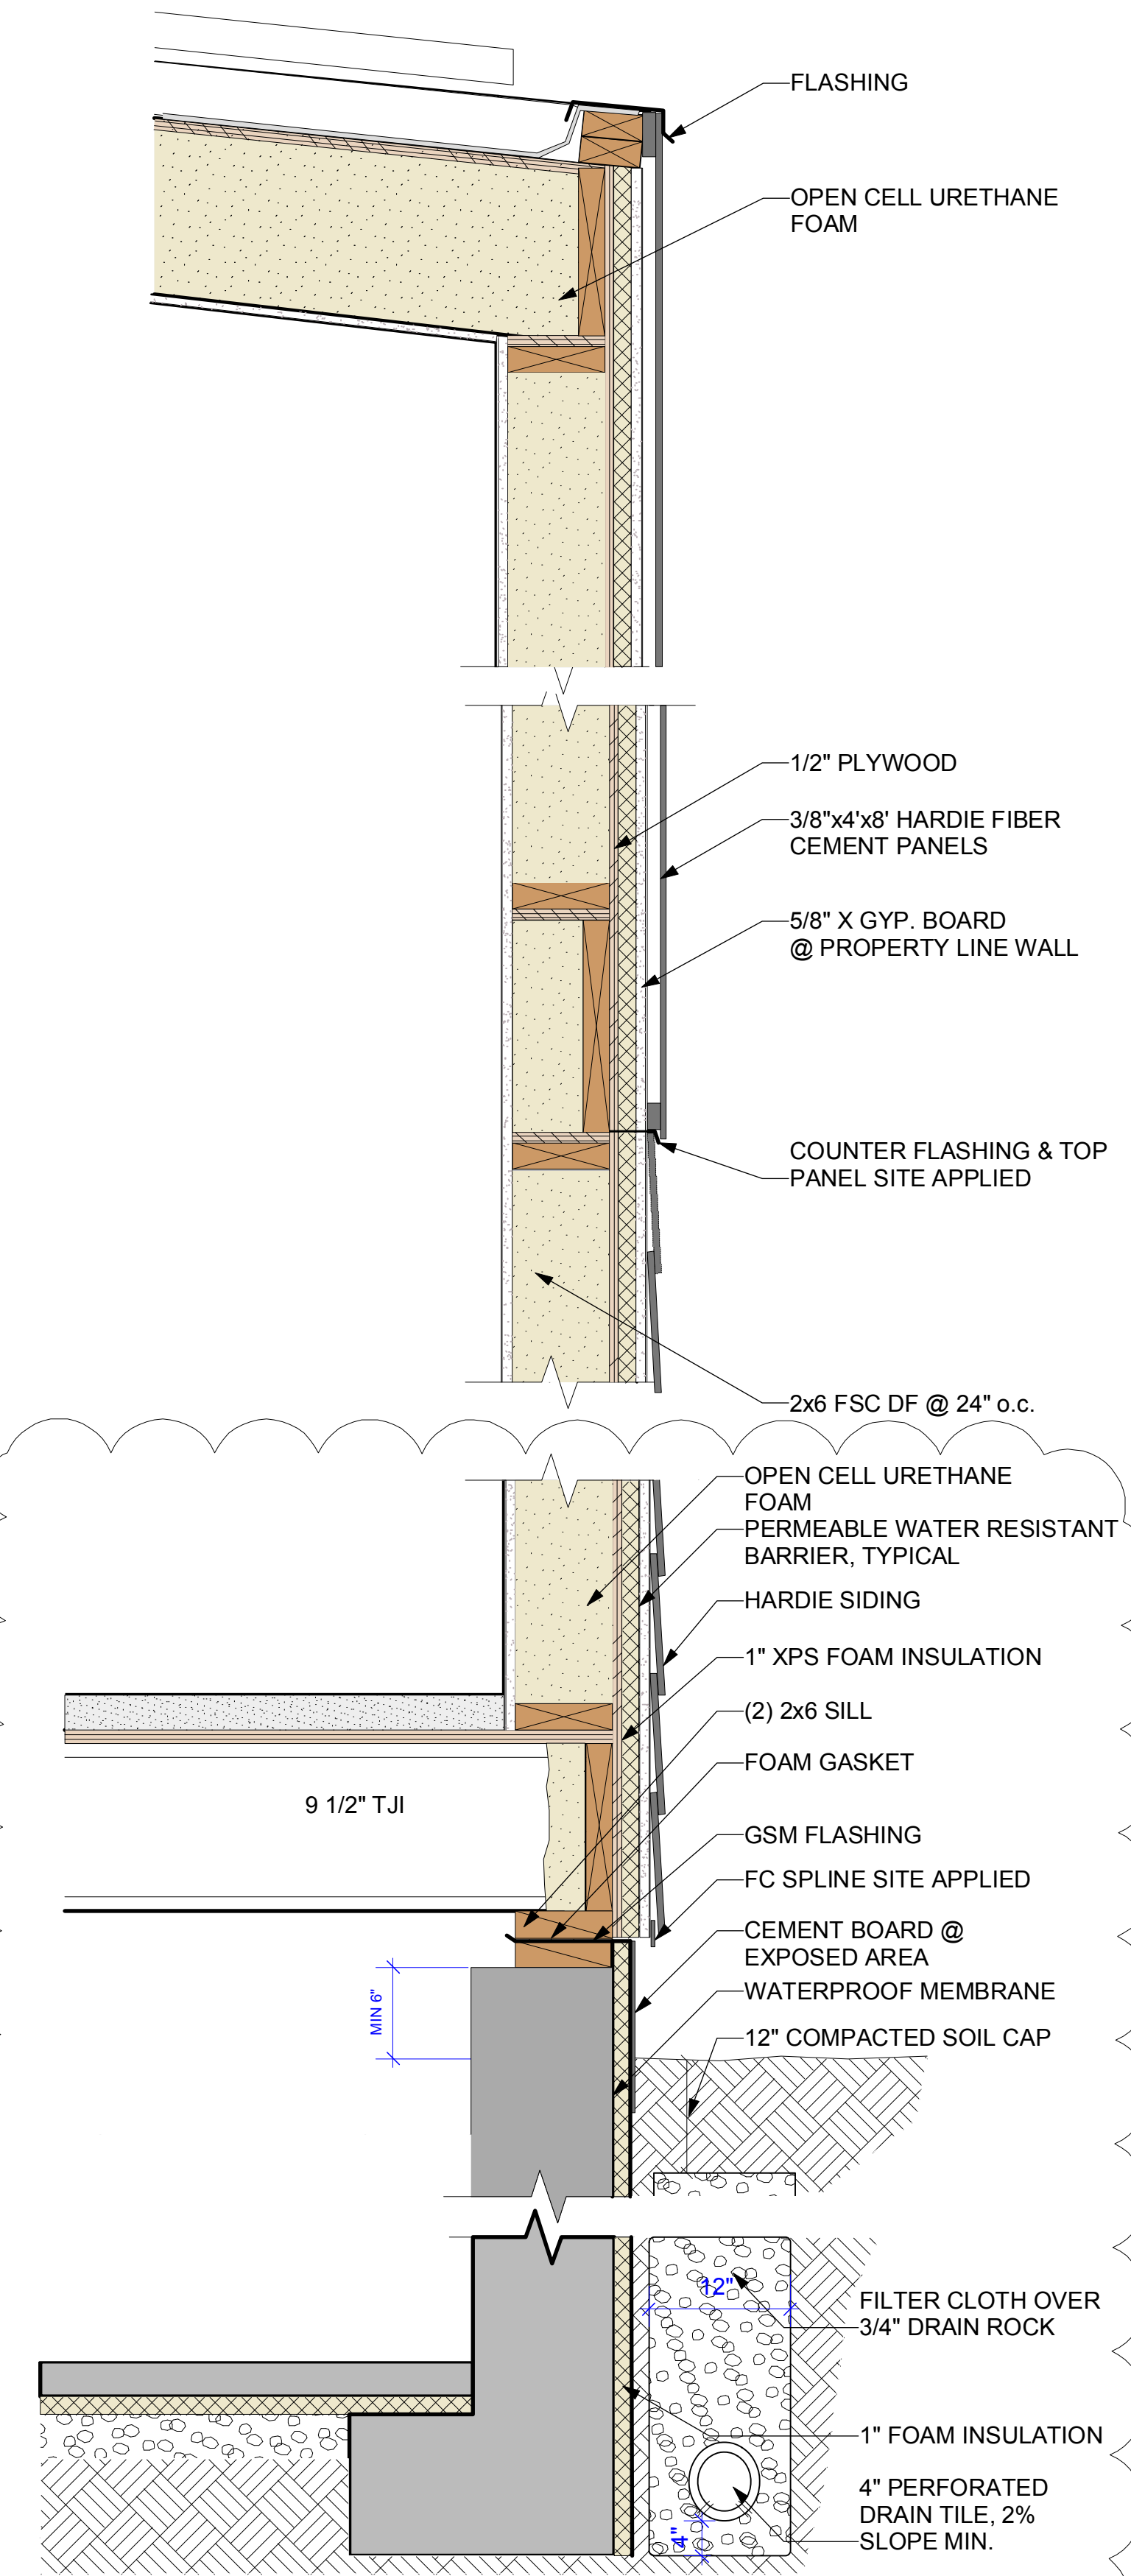 FLASHING
OPEN CELL URETHANE
FOAM
1/2" PLYWOOD
3/8"x4'x8' HARDIE FIBER
CEMENT PANELS
5/8" X GYP. BOARD
@ PROPERTY LINE WALL
COUNTER FLASHING & TOP
PANEL SITE APPLIED
2x6 FSC DF @ 24" o.c.
OPEN CELL URETHANE
FOAM
PERMEABLE WATER RESISTANT
BARRIER, TYPICAL
HARDIE SIDING
1" XPS FOAM INSULATION
(2) 2x6 SILL
FOAM GASKET
9 1/2" TJI
GSM FLASHING
FC SPLINE SITE APPLIED
CEMENT BOARD @
EXPOSED AREA
WATERPROOF MEMBRANE
MIN 6"
12" COMPACTED SOIL CAP
12"
FILTER CLOTH OVER
3/4" DRAIN ROCK
1" FOAM INSULATION
4" PERFORATED
DRAIN TILE, 2%
SLOPE MIN.
4"